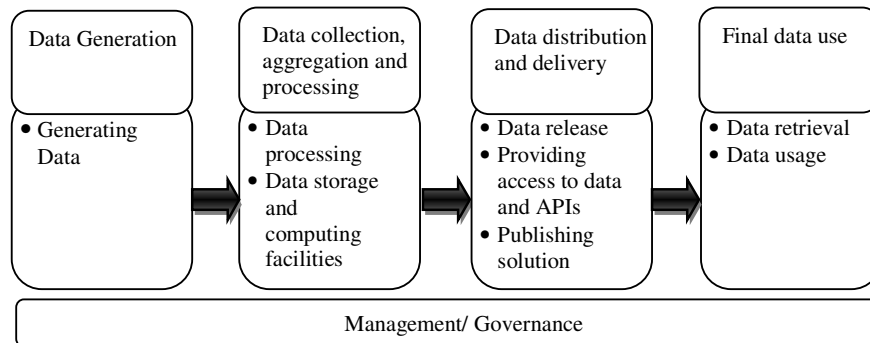 Data Generation
• Generating
Data
Data collection,
aggregation and
processing
• Data
processing
• Data storage
and
computing
facilities
Data distribution
and delivery
• Data release
• Providing
access to data
and APIs
• Publishing
solution
Final data use
• Data retrieval
• Data usage
Management/ Governance